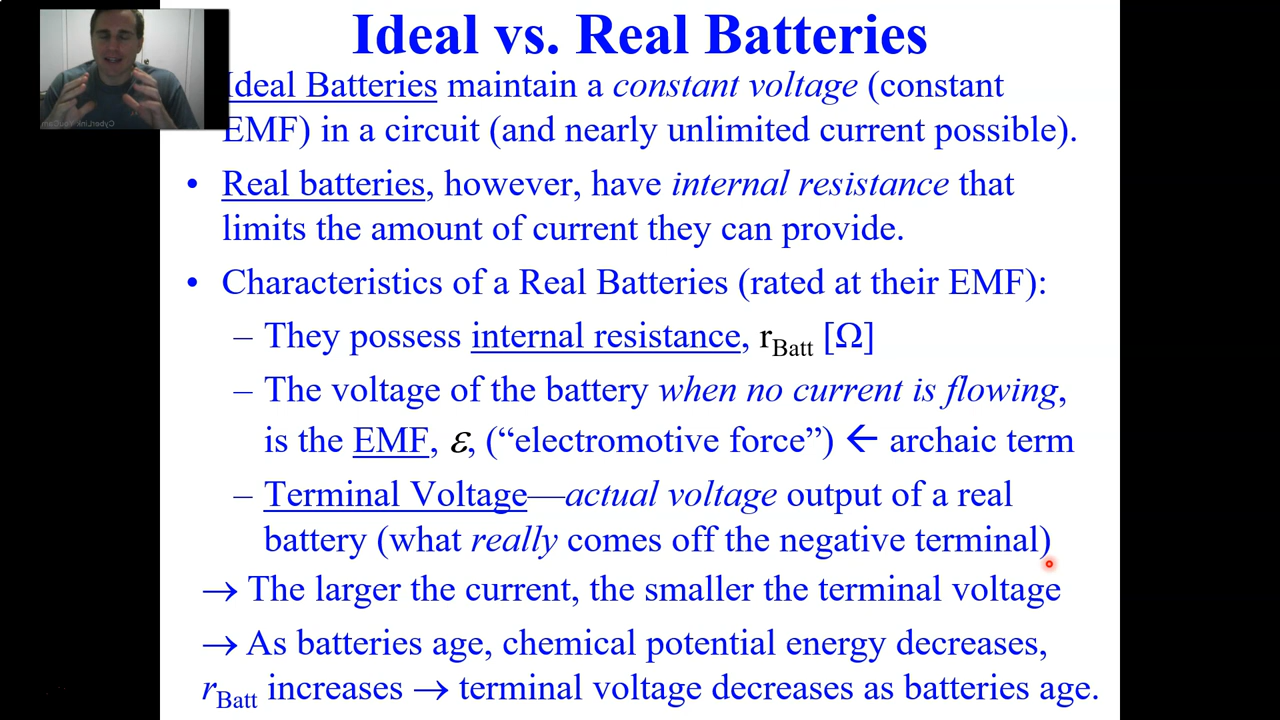 Ideal vs. Real Batteries
Ideal Batteries maintain a constant voltage (constant
EMF) in a circuit (and nearly unlimited current possible).
• Real batteries, however, have internal resistance that
limits the amount of current they can provide.
• Characteristics of a Real Batteries (rated at their EMF):
– They possess internal resistance, rBatt [Ω]
– The voltage of the battery when no current is flowing,
is the EMF, ε, (“electromotive force”) ← archaic term
– Terminal Voltage—actual voltage output of a real
battery (what really comes off the negative terminal)
→ The larger the current, the smaller the terminal voltage
→ As batteries age, chemical potential energy decreases,
rBatt increases → terminal voltage decreases as batteries age.